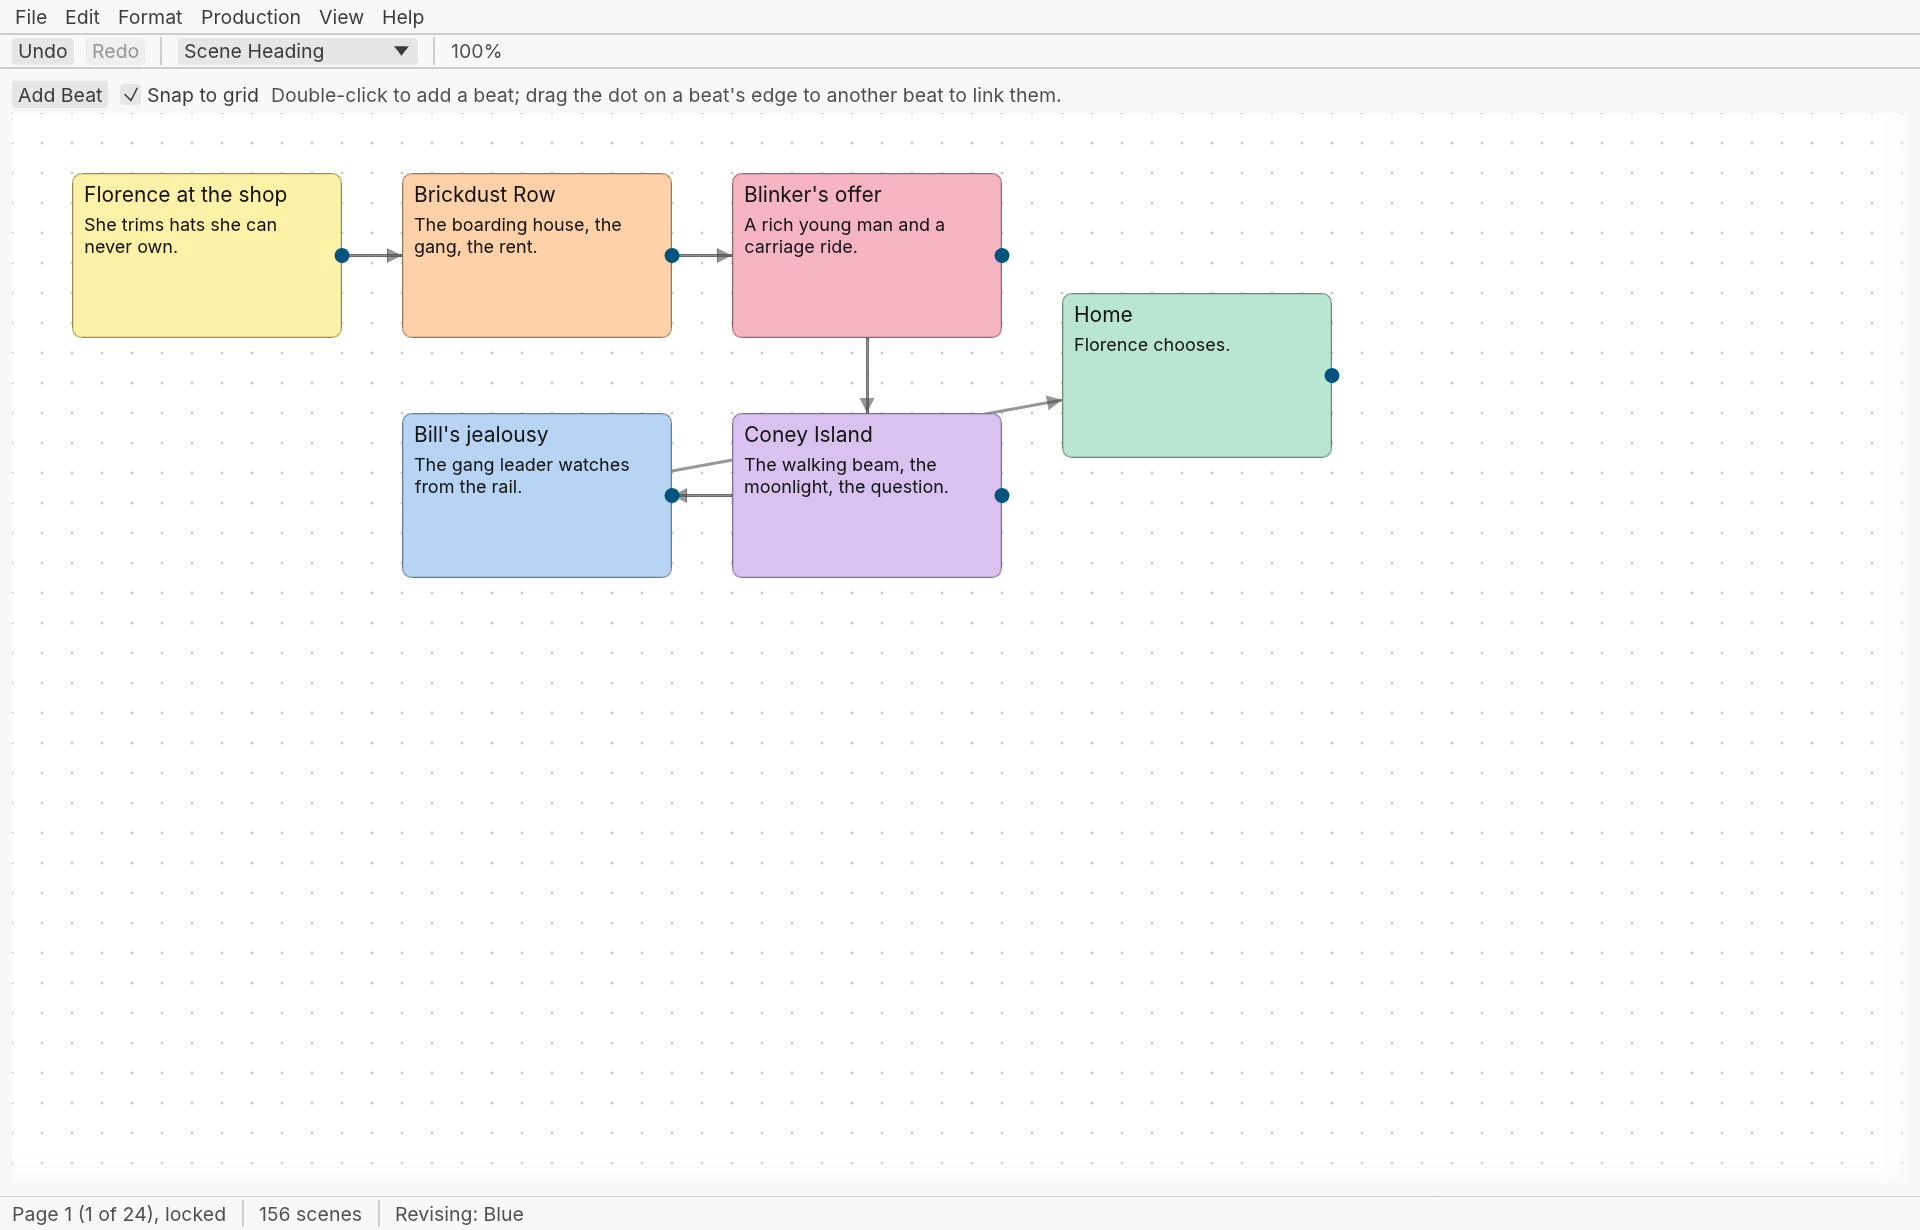 File Edit Format Production View Help
Undo Redo Scene Heading 100%
Add Beat Snap to grid Double-click to add a beat; drag the dot on a beat's edge to another beat to link them.
Florence at the shop
She trims hats she can
never own.
Brickdust Row
The boarding house, the
gang, the rent.
Blinker's offer
A rich young man and a
carriage ride.
Home
Florence chooses.
Bill's jealousy
The gang leader watches
from the rail.
Coney Island
The walking beam, the
moonlight, the question.
Page 1 (1 of 24), locked 156 scenes Revising: Blue